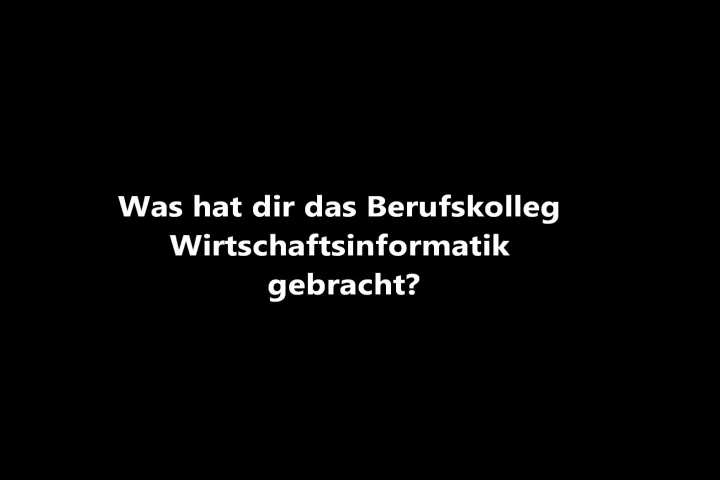 Was hat dir das Berufskolleg
Wirtschaftsinformatik
gebracht?